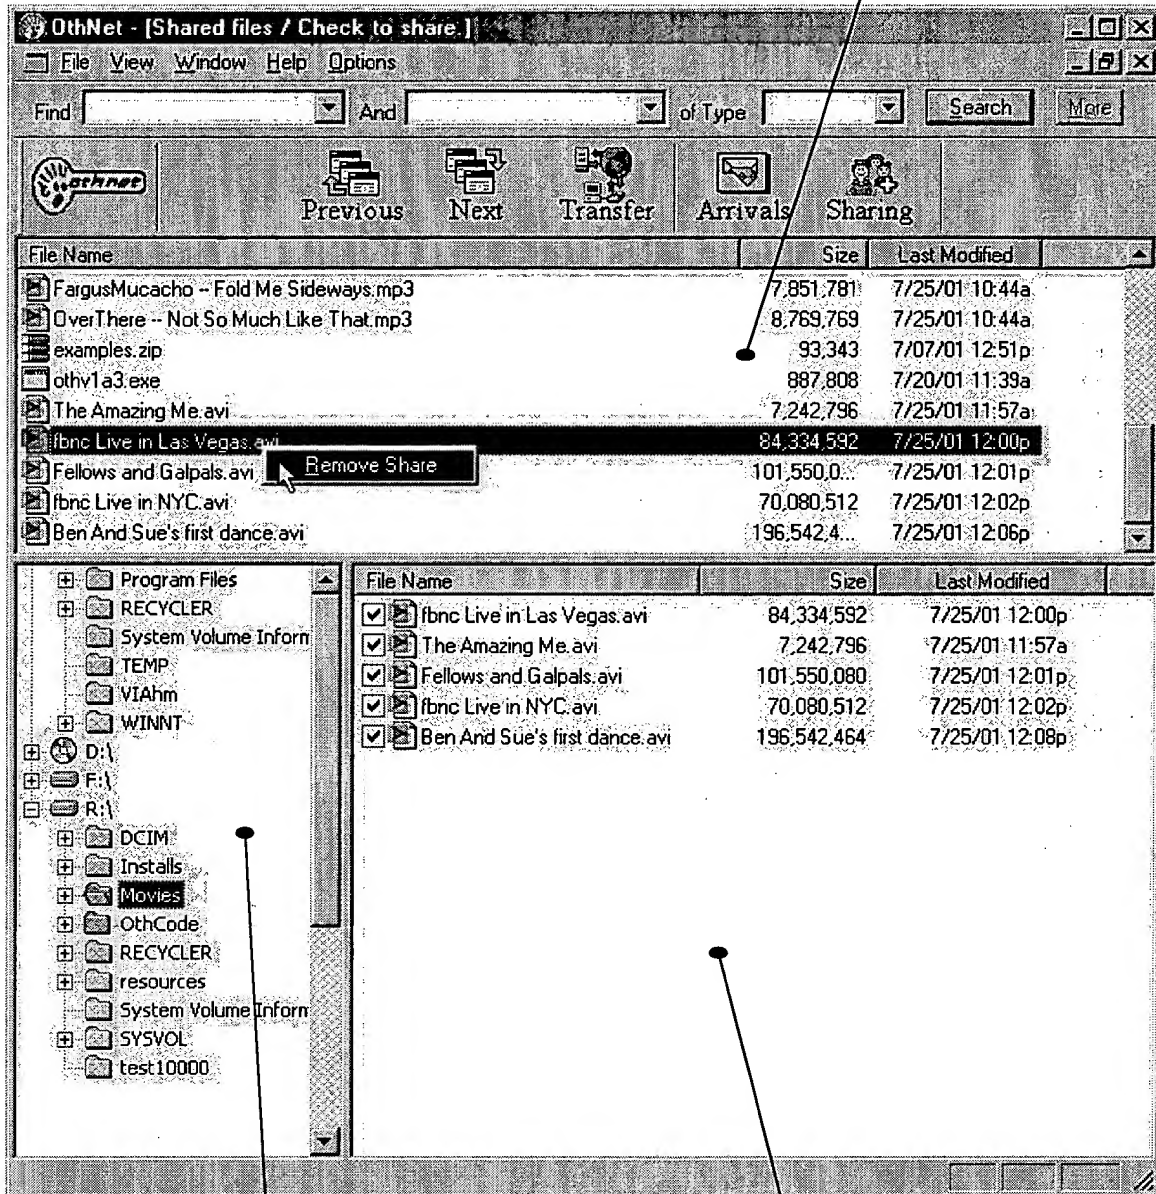 OthNet - [Shared files / Check to share.]
File View Window Help Options
Find And of Type Search More
othnet Previous Next Transfer Arrivals Sharing
File Name Size Last Modified
FargusMucacho -- Fold Me Sideways.mp3 7,851,781 7/25/01 10:44a
OverThere -- Not So Much Like That.mp3 8,769,769 7/25/01 10:44a
examples.zip 93,343 7/07/01 12:51p
othv1a3.exe 887,808 7/20/01 11:39a
The Amazing Me.avi 7,242,796 7/25/01 11:57a
fbnc Live in Las Vegas.avi 84,334,592 7/25/01 12:00p
Remove Share
Fellows and Galpals.avi 101,550,0... 7/25/01 12:01p
fbnc Live in NYC.avi 70,080,512 7/25/01 12:02p
Ben And Sue's first dance.avi 196,542,4... 7/25/01 12:06p
Program Files
RECYCLER
System Volume Inform
TEMP
VIAhm
WINNT
D:\
F:\
R:\
DCIM
Installs
Movies
OthCode
RECYCLER
resources
System Volume Inform
SYSVOL
test10000
File Name Size Last Modified
fbnc Live in Las Vegas.avi 84,334,592 7/25/01 12:00p
The Amazing Me.avi 7,242,796 7/25/01 11:57a
Fellows and Galpals.avi 101,550,080 7/25/01 12:01p
fbnc Live in NYC.avi 70,080,512 7/25/01 12:02p
Ben And Sue's first dance.avi 196,542,464 7/25/01 12:08p